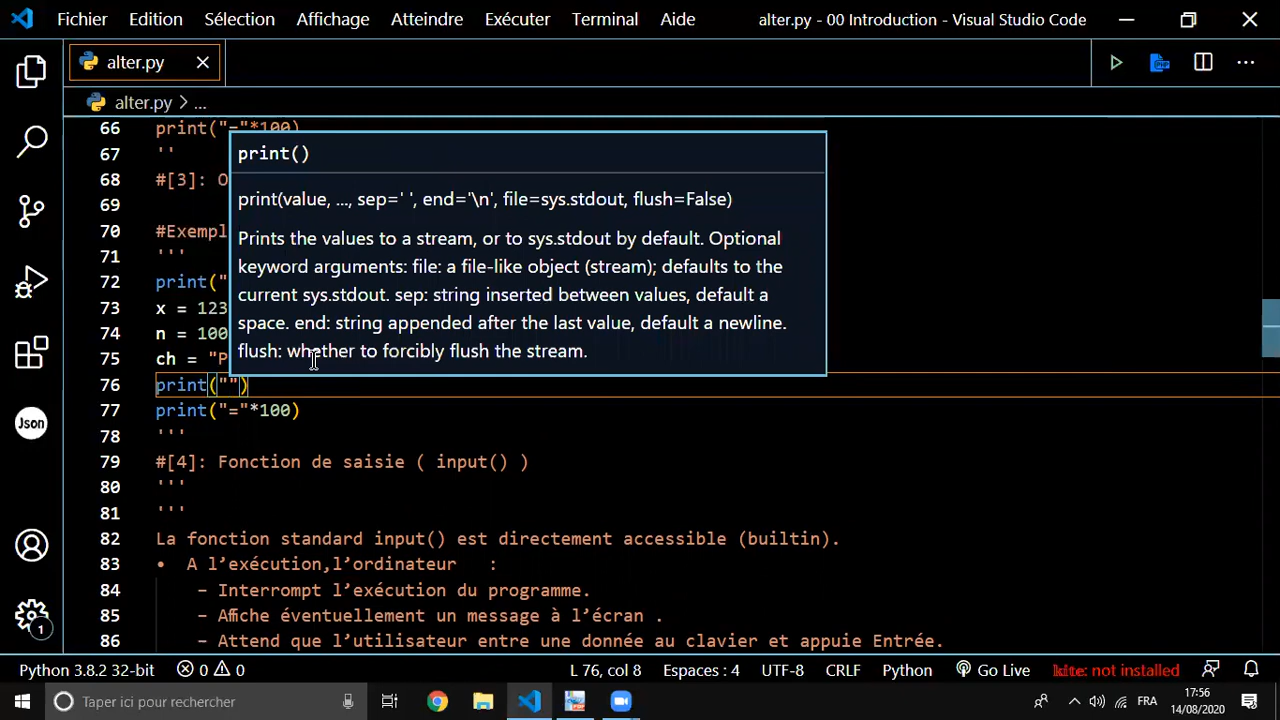 Fichier Edition Sélection Affichage Atteindre Exécuter Terminal Aide alter.py - 00 Introduction - Visual Studio Code
alter.py
alter.py > ...
66 print("="*100)
67 ''
68 #[3]: O
69
70 #Exempl
71 '''
72 print("
73 x = 123
74 n = 100
75 ch = "P
76 print("")
77 print("="*100)
78 '''
79 #[4]: Fonction de saisie ( input() )
80 '''
81 '''
82 La fonction standard input() est directement accessible (builtin).
83 • A l’exécution,l’ordinateur :
84 – Interrompt l’exécution du programme.
85 – Affiche éventuellement un message à l’écran .
86 – Attend que l’utilisateur entre une donnée au clavier et appuie Entrée.
print()
print(value, ..., sep=' ', end='\n', file=sys.stdout, flush=False)
Prints the values to a stream, or to sys.stdout by default. Optional
keyword arguments: file: a file-like object (stream); defaults to the
current sys.stdout. sep: string inserted between values, default a
space. end: string appended after the last value, default a newline.
flush: whether to forcibly flush the stream.
Json
1
Python 3.8.2 32-bit 0 0 L 76, col 8 Espaces : 4 UTF-8 CRLF Python Go Live kite: not installed
Taper ici pour rechercher
FRA
17:56
14/08/2020